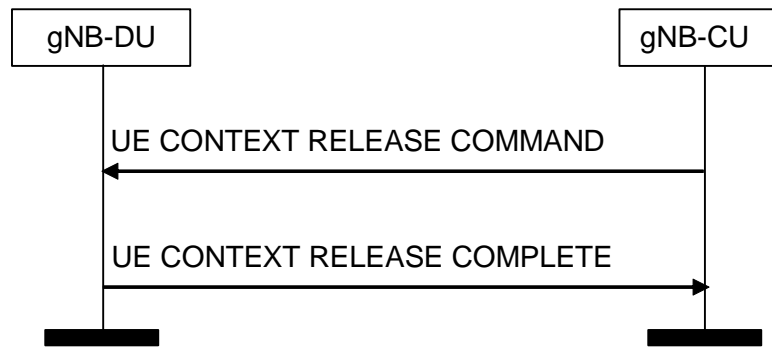 gNB-DU
gNB-CU
UE CONTEXT RELEASE COMMAND
UE CONTEXT RELEASE COMPLETE